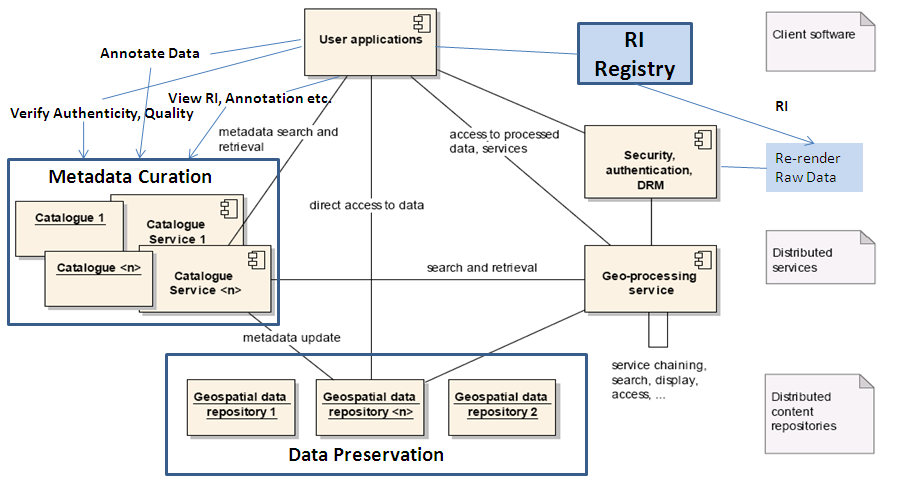 User applications
RI
Registry
Client software
Annotate Data
Verify Authenticity, Quality
View RI, Annotation etc.
RI
metadata search and
retrieval
access to processed
data, services
Security,
authentication,
DRM
Re-render
Raw Data
Metadata Curation
Catalogue 1
Catalogue
Service 1
Catalogue <n>
Catalogue
Service <n>
direct access to data
search and retrieval
Geo-processing
service
Distributed
services
metadata update
service chaining,
search, display,
access, ...
Geospatial data
repository 1
Geospatial data
repository <n>
Geospatial data
repository 2
Data Preservation
Distributed
content
repositories